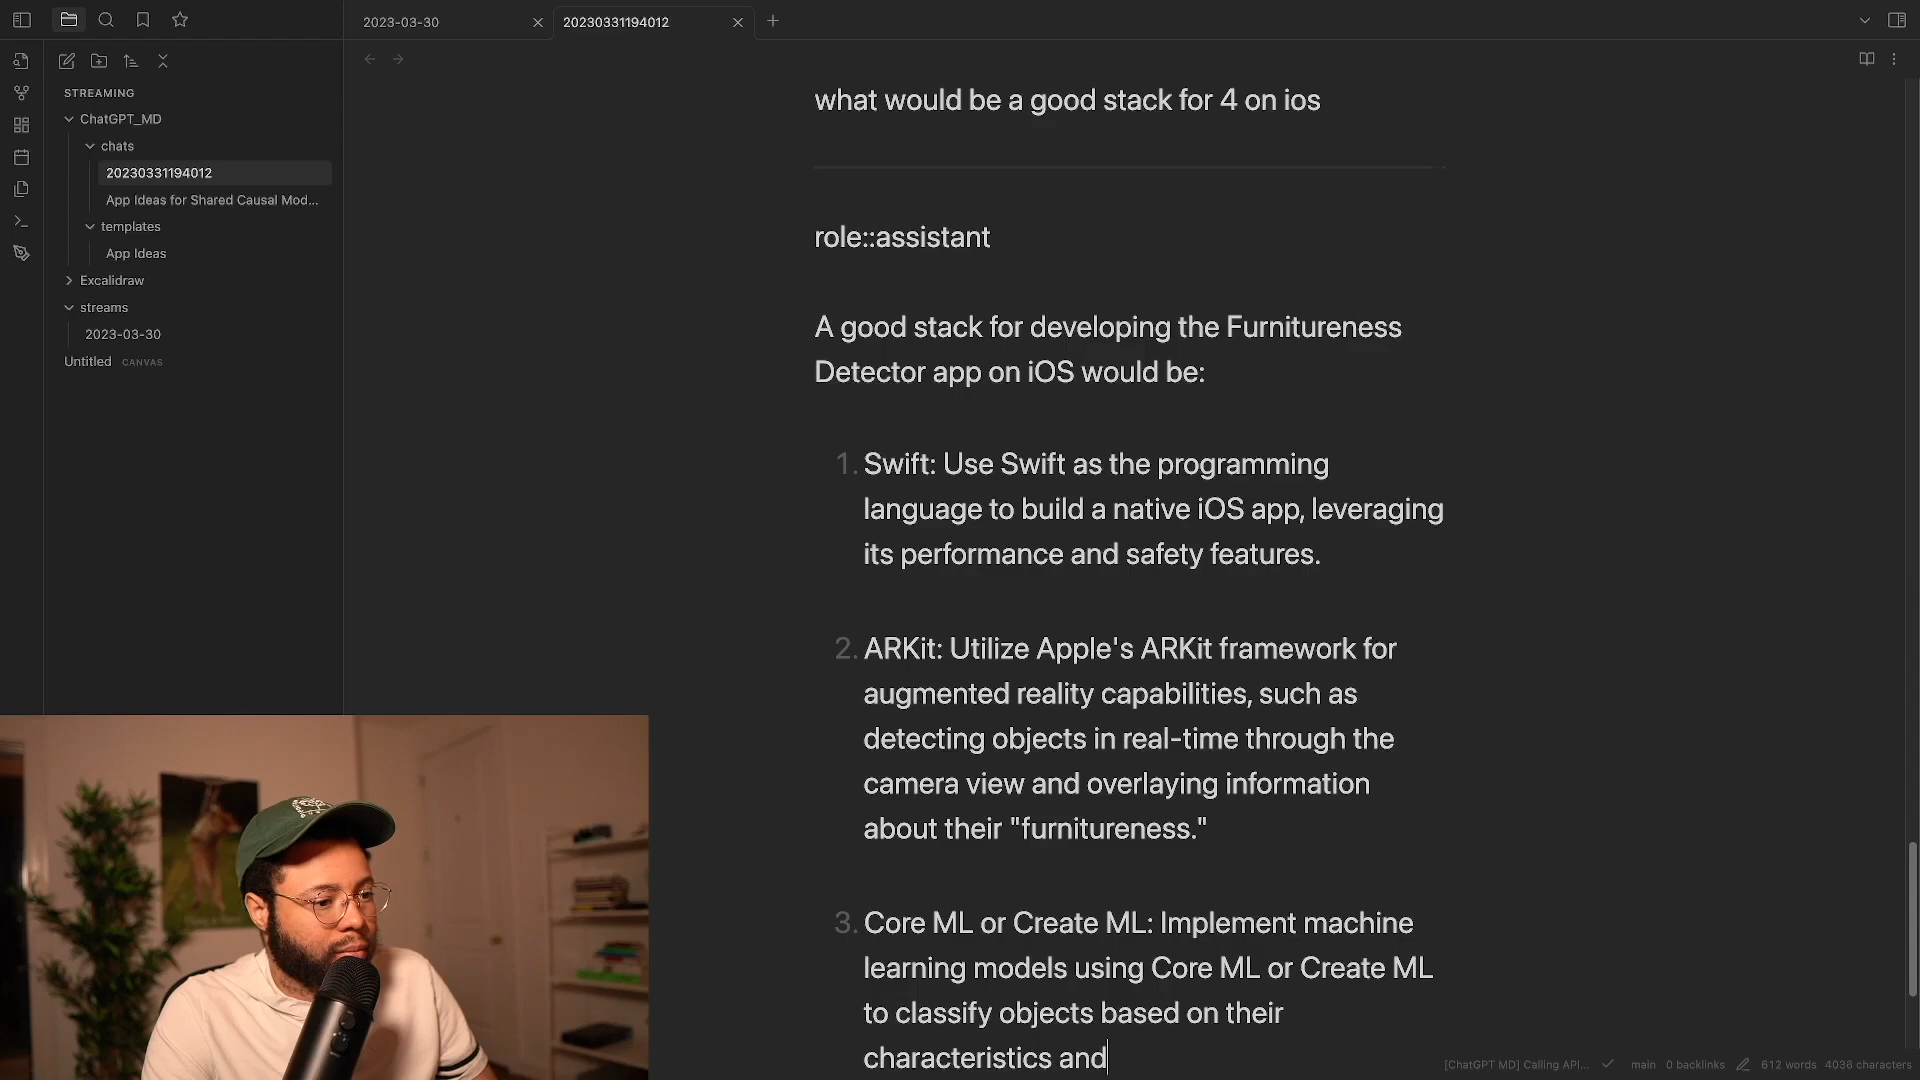 2023-03-30
20230331194012
STREAMING
ChatGPT_MD
chats
20230331194012
App Ideas for Shared Causal Mod...
templates
App Ideas
Excalidraw
streams
2023-03-30
Untitled CANVAS
what would be a good stack for 4 on ios
role::assistant
A good stack for developing the Furnitureness
Detector app on iOS would be:
1. Swift: Use Swift as the programming
language to build a native iOS app, leveraging
its performance and safety features.
2. ARKit: Utilize Apple's ARKit framework for
augmented reality capabilities, such as
detecting objects in real-time through the
camera view and overlaying information
about their "furnitureness."
3. Core ML or Create ML: Implement machine
learning models using Core ML or Create ML
to classify objects based on their
characteristics and
[ChatGPT MD] Calling API... main 0 backlinks 612 words 4038 characters